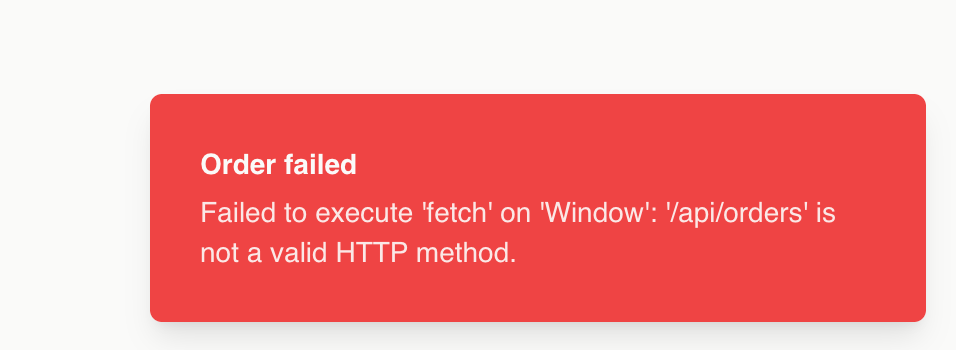 Order failed
Failed to execute 'fetch' on 'Window': '/api/orders' is
not a valid HTTP method.